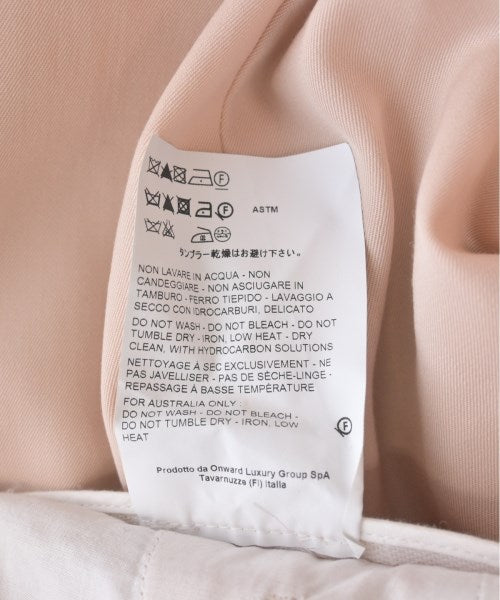 F
F ASTM
タンブラー乾燥はお避け下さい。
NON LAVARE IN ACQUA - NON
CANDEGGIARE - NON ASCIUGARE IN
TAMBURO - FERRO TIEPIDO - LAVAGGIO A
SECCO CON IDROCARBURI, DELICATO
DO NOT WASH - DO NOT BLEACH - DO NOT
TUMBLE DRY - IRON, LOW HEAT - DRY
CLEAN, WITH HYDROCARBON SOLUTIONS
NETTOYAGE À SEC EXCLUSIVEMENT - NE
PAS JAVELLISER - PAS DE SÈCHE-LINGE -
REPASSAGE À BASSE TEMPÉRATURE
FOR AUSTRALIA ONLY :
DO NOT WASH - DO NOT BLEACH -
DO NOT TUMBLE DRY - IRON, LOW
HEAT
F
Prodotto da Onward Luxury Group SpA
Tavarnuzze (FI) Italia